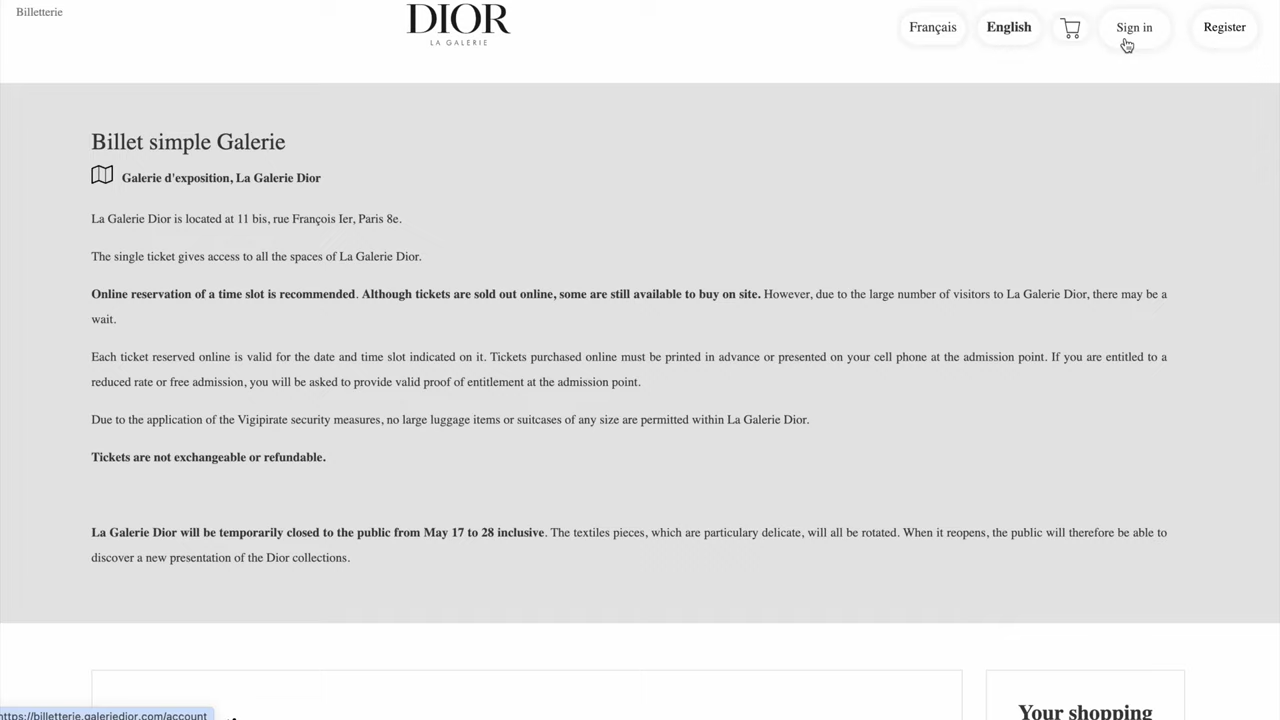 Billetterie
DIOR
LA GALERIE
Français
English
Sign in
Register
Billet simple Galerie
Galerie d'exposition, La Galerie Dior
La Galerie Dior is located at 11 bis, rue François Ier, Paris 8e.
The single ticket gives access to all the spaces of La Galerie Dior.
Online reservation of a time slot is recommended. Although tickets are sold out online, some are still available to buy on site. However, due to the large number of visitors to La Galerie Dior, there may be a
wait.
Each ticket reserved online is valid for the date and time slot indicated on it. Tickets purchased online must be printed in advance or presented on your cell phone at the admission point. If you are entitled to a
reduced rate or free admission, you will be asked to provide valid proof of entitlement at the admission point.
Due to the application of the Vigipirate security measures, no large luggage items or suitcases of any size are permitted within La Galerie Dior.
Tickets are not exchangeable or refundable.
La Galerie Dior will be temporarily closed to the public from May 17 to 28 inclusive. The textiles pieces, which are particulary delicate, will all be rotated. When it reopens, the public will therefore be able to
discover a new presentation of the Dior collections.
Your shopping
https://billetterie.galeriedior.com/account